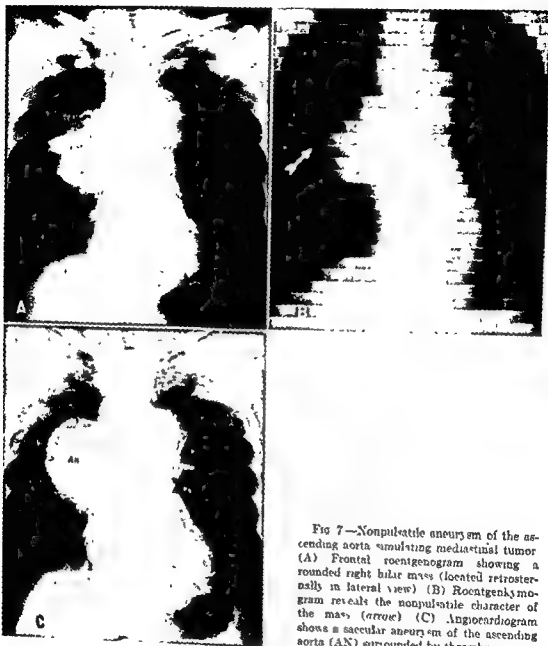 A
B
AN
C
FIG 7—Nonpulsatile aneurysm of the as-
cending aorta simulating mediastinal tumor
(A) Frontal roentgenogram showing a
rounded right hilar mass (located retroster-
nally in lateral view) (B) Roentgenkymo-
gram reveals the nonpulsatile character of
the mass (arrow) (C) Angiocardiogram
shows a saccular aneurysm of the ascending
aorta (AN) surrounded by